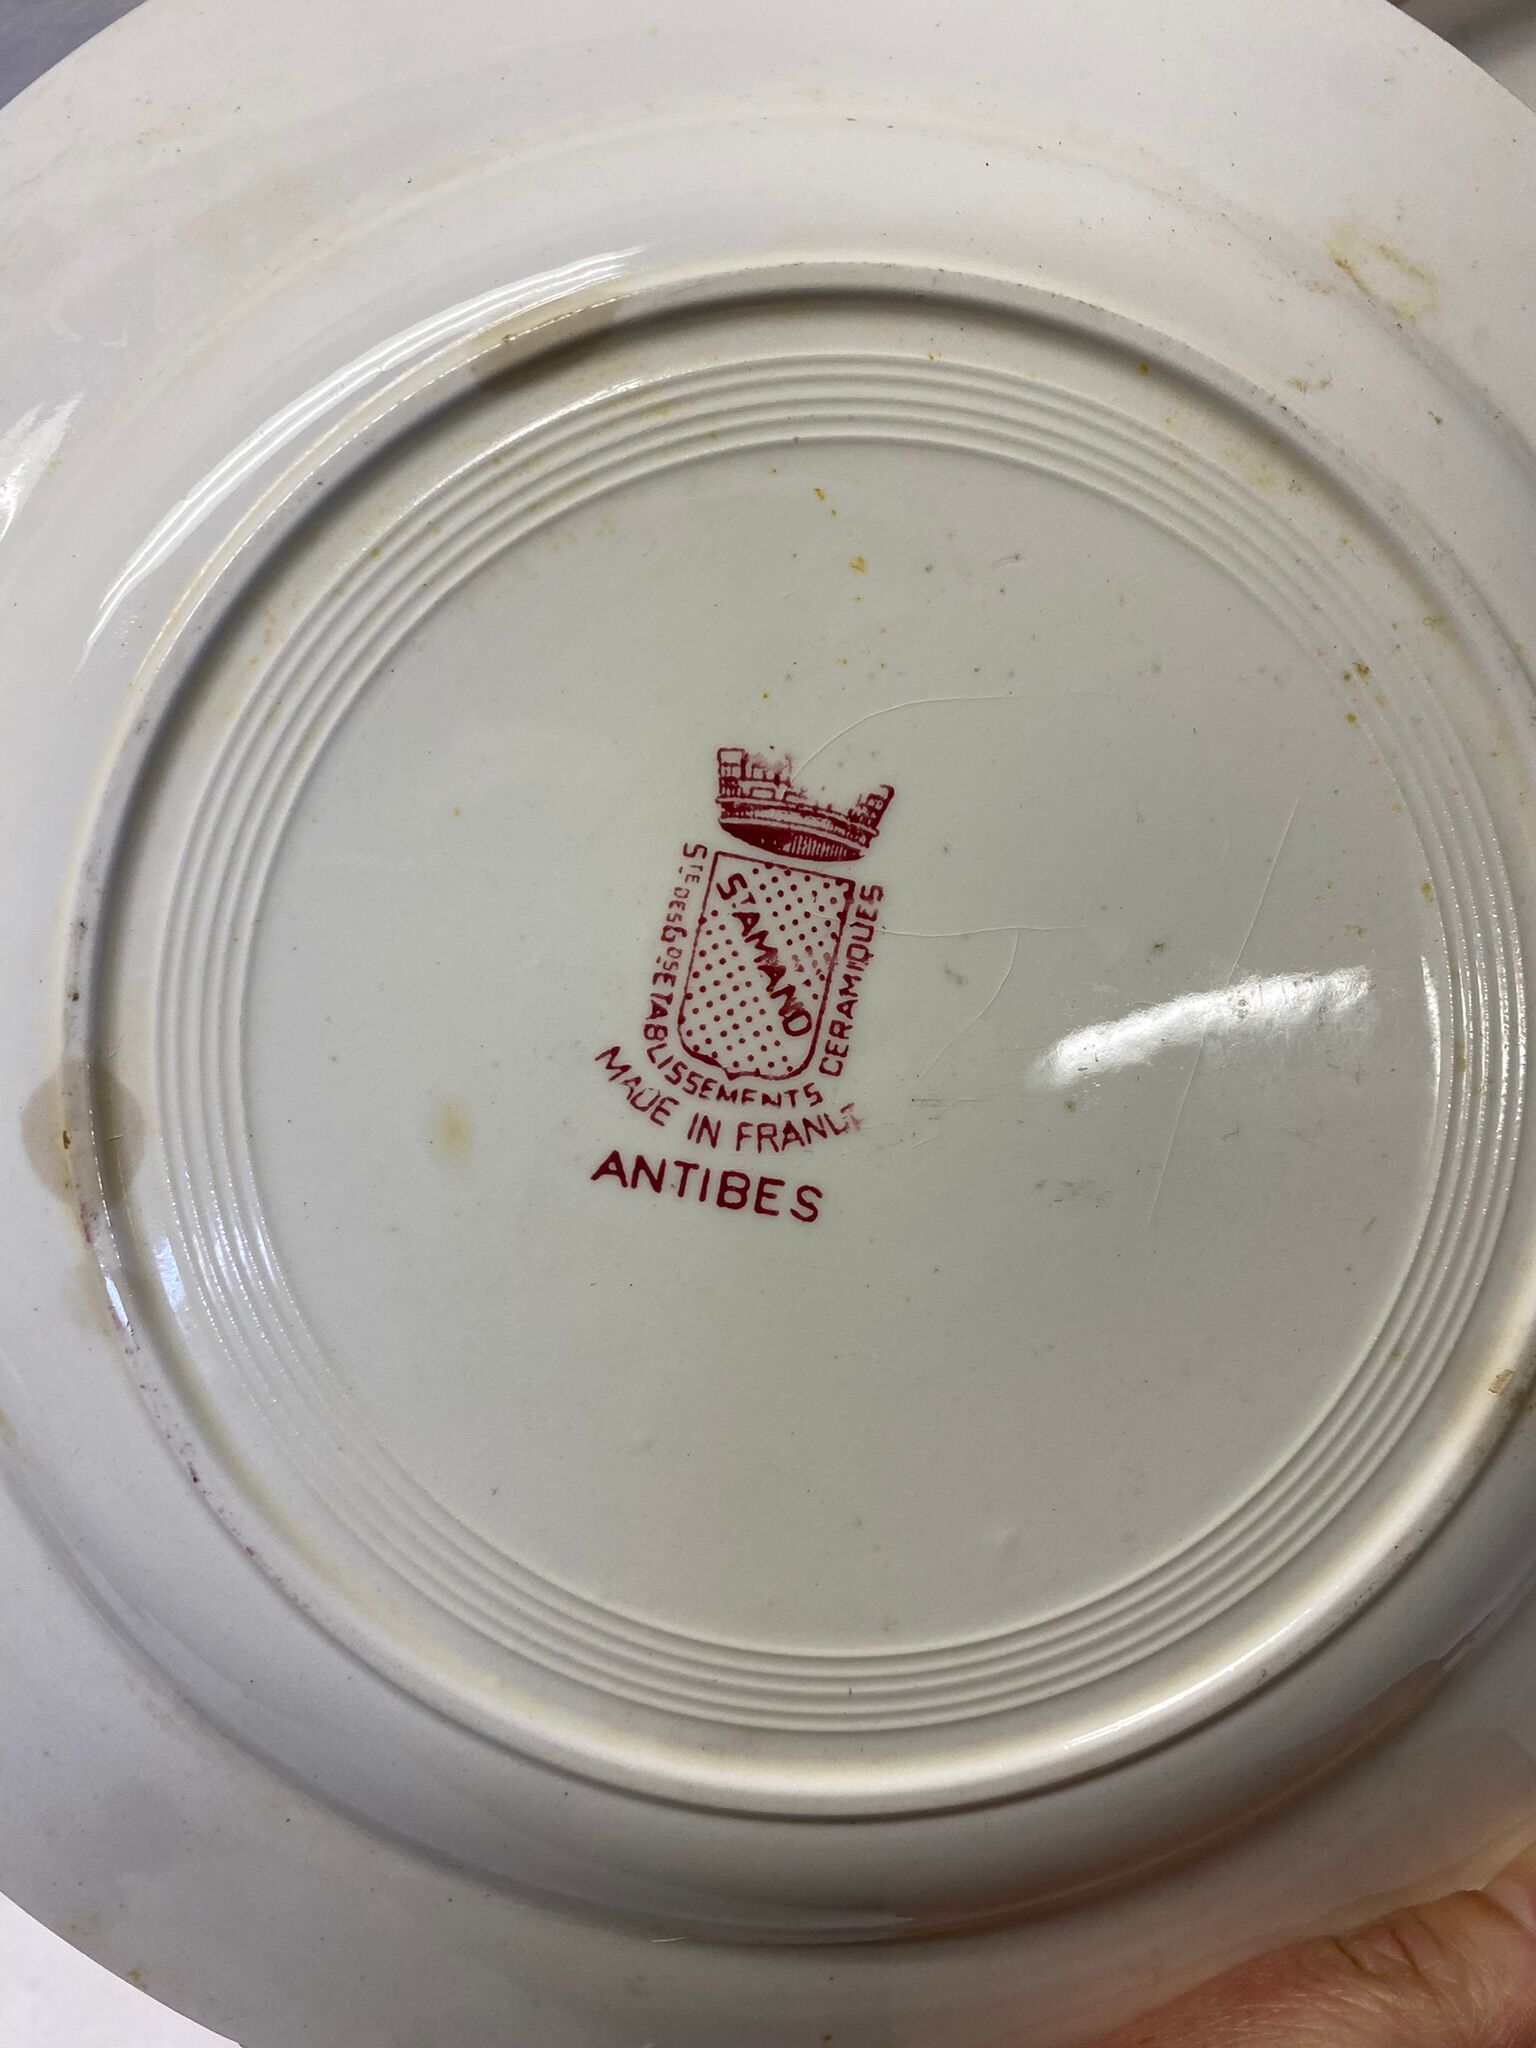 STE DES GDS ETABLISSEMENTS CERAMIQUES
ST AMAND
MADE IN FRANCE
ANTIBES